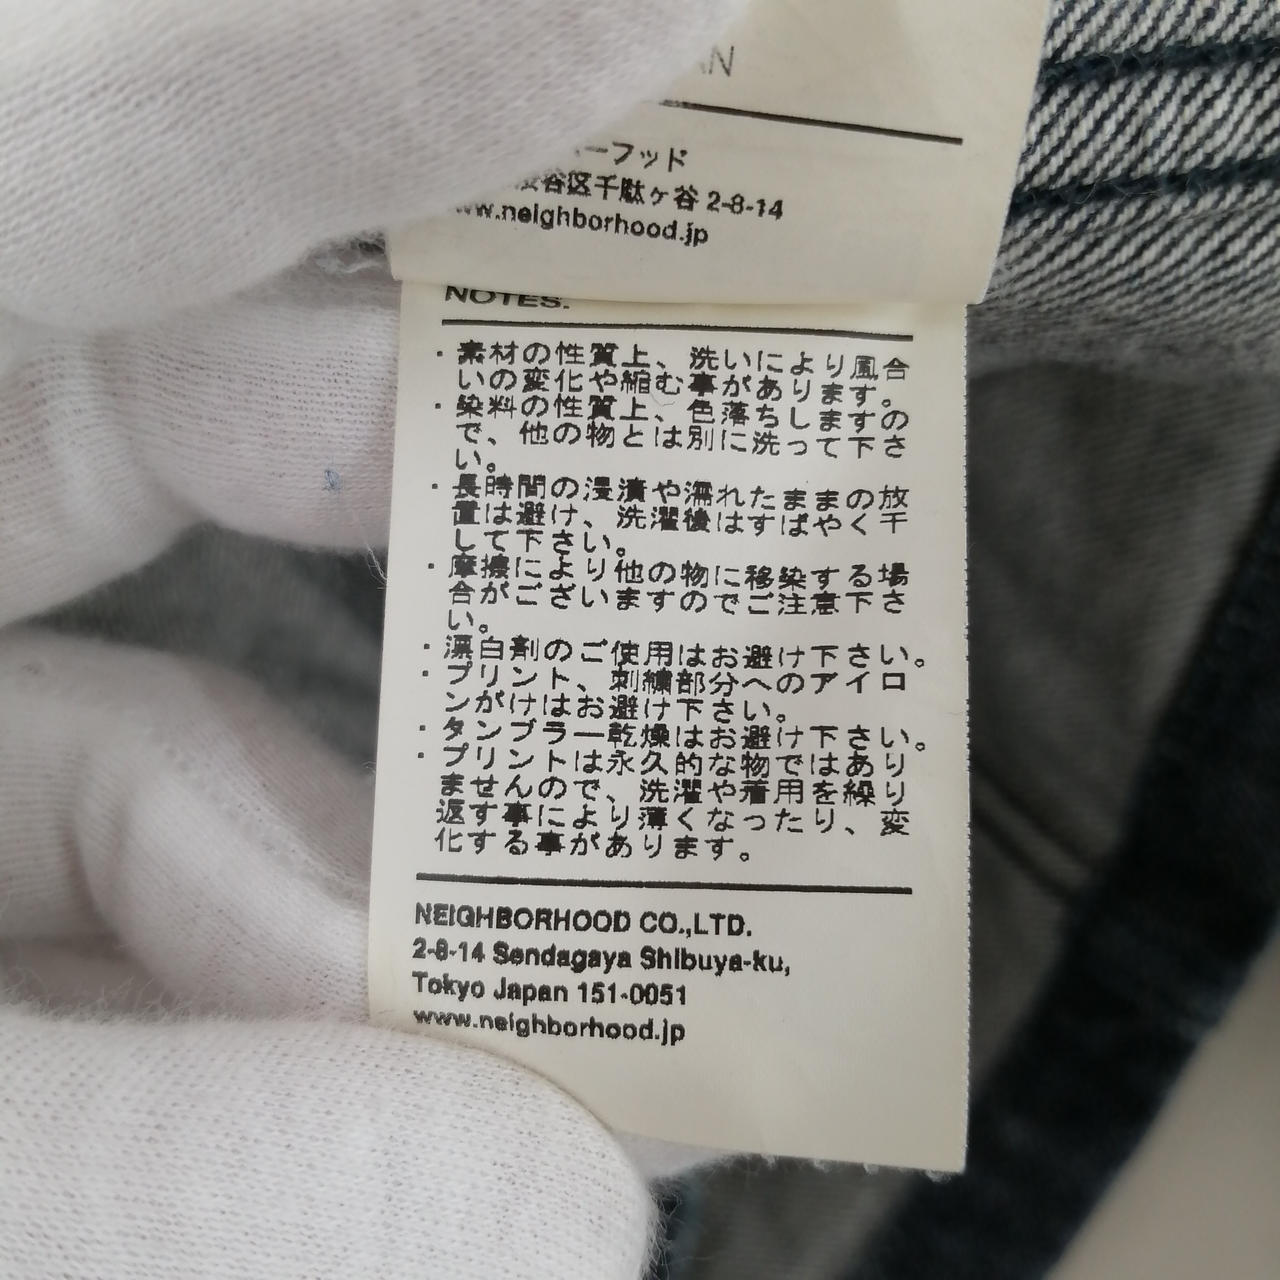 ーフッド
谷区千駄ヶ谷 2-8-14
www.neighborhood.jp
NOTES.
・素材の性質上、洗いにより風合
いの変化や縮む事があります。
・染料の性質上、色落ちしますの
で、他の物とは別に洗って下さ
い。
・長時間の浸漬や濡れたままの放
置は避け、洗濯後はすばやく干
して下さい。
・摩擦により他の物に移染する場
合がございますのでご注意下さ
い。
・漂白剤のご使用はお避け下さい。
・プリント、刺繍部分へのアイロ
ンがけはお避け下さい。
・タンブラー乾燥はお避け下さい。
・プリントは永久的な物ではあり
ませんので、洗濯や着用を繰り
返す事により薄くなったり、変
化する事があります。
NEIGHBORHOOD CO.,LTD.
2-8-14 Sendagaya Shibuya-ku,
Tokyo Japan 151-0051
www.neighborhood.jp